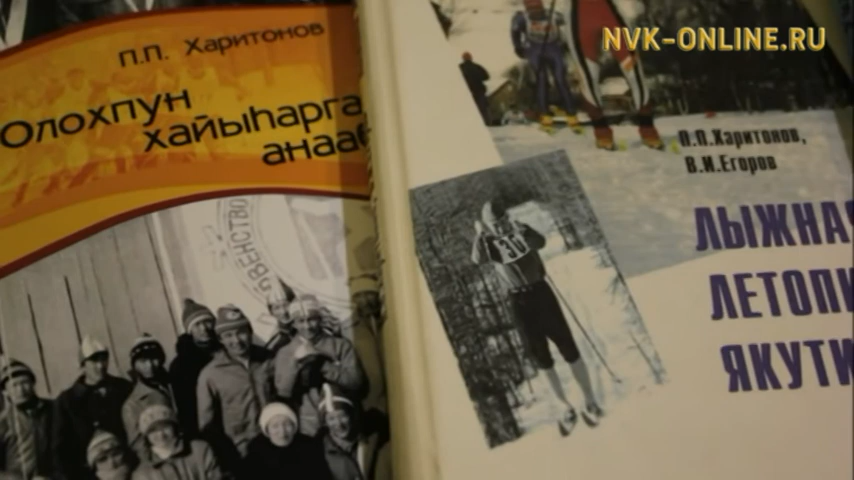 NVK-ONLINE.RU
П.П. Харитонов
Олохпун
хайыһарга
анаа
П.П.Харитонов,
В.И.Егоров
ЛЫЖНА
ЛЕТОПИ
ЯКУТИ